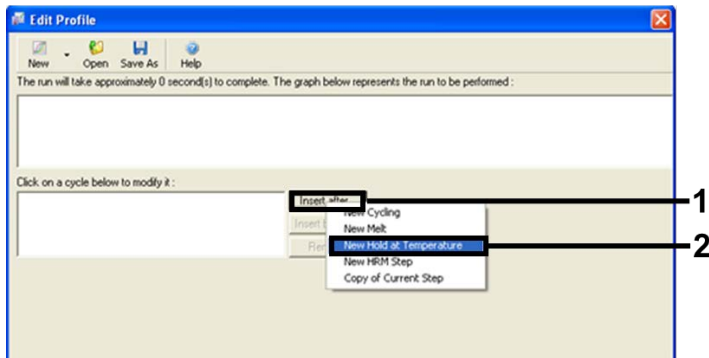 Edit Profile
New Open Save As Help
The run will take approximately 0 second(s) to complete. The graph below represents the run to be performed :
Click on a cycle below to modify it :
Insert after...
1
New Cycling
Insert
New Melt
New Hold at Temperature
2
New HRM Step
Copy of Current Step